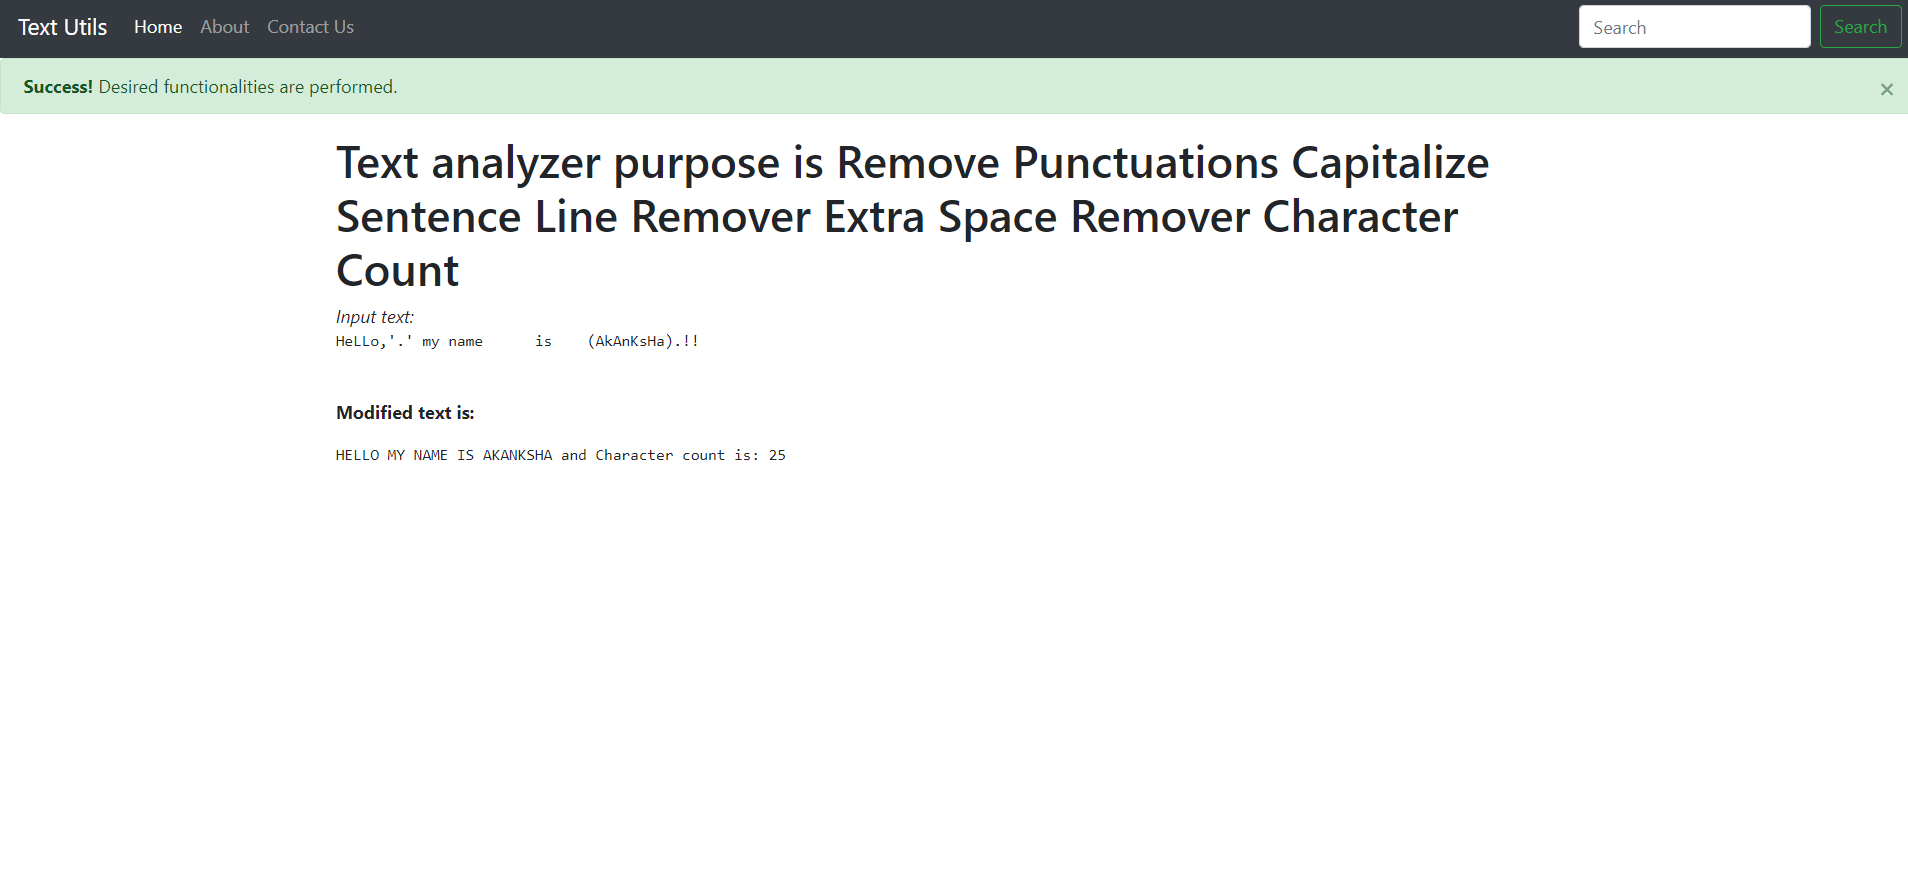 Text Utils Home About Contact Us Search Search
Success! Desired functionalities are performed. ×
Text analyzer purpose is Remove Punctuations Capitalize
Sentence Line Remover Extra Space Remover Character
Count
Input text:
HeLLo,'.' my name      is    (AkAnKsHa).!!
Modified text is:
HELLO MY NAME IS AKANKSHA and Character count is: 25